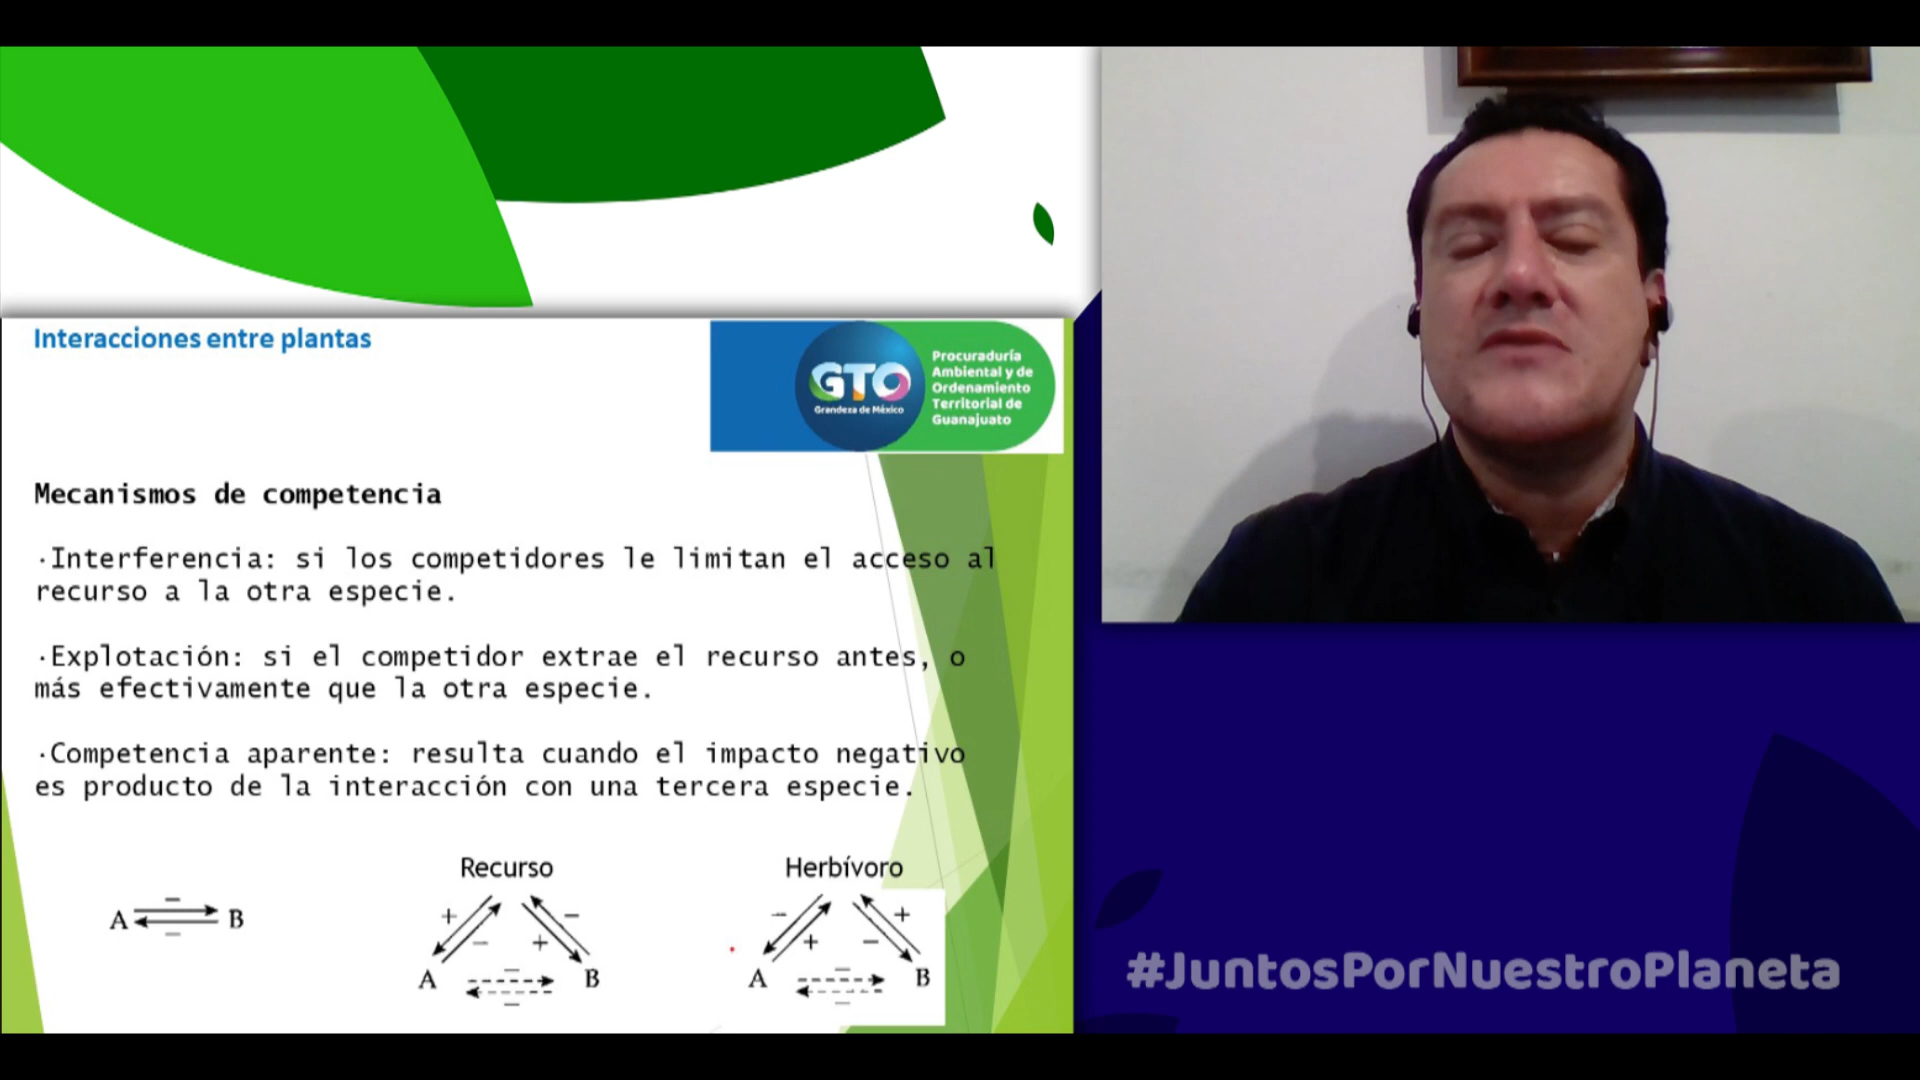 Interacciones entre plantas
GTO
Grandeza de México
Procuraduría
Ambiental y de
Ordenamiento
Territorial de
Guanajuato
Mecanismos de competencia
·Interferencia: si los competidores le limitan el acceso al
recurso a la otra especie.
·Explotación: si el competidor extrae el recurso antes, o
más efectivamente que la otra especie.
·Competencia aparente: resulta cuando el impacto negativo
es producto de la interacción con una tercera especie.
A − − B
Recurso
+ − − +
A − − B
Herbívoro
− + + −
A − − B
#JuntosPorNuestroPlaneta